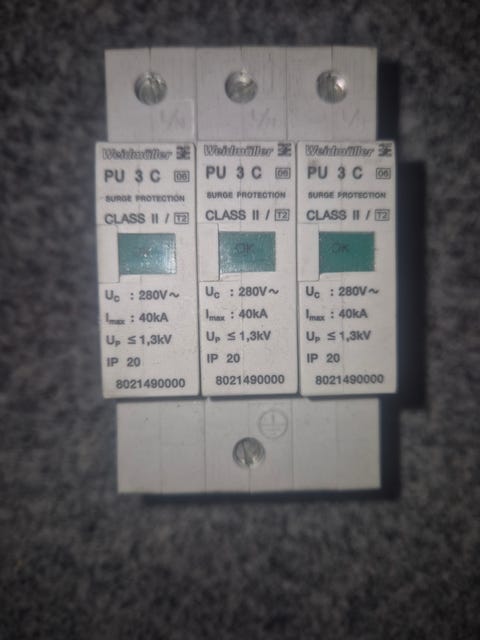 L/N L/N L/N
Weidmüller
PU 3 C 06
SURGE PROTECTION
CLASS II / T2
Uc : 280V~
Imax : 40kA
UP ≤ 1,3kV
IP 20
8021490000
Weidmüller
PU 3 C 06
SURGE PROTECTION
CLASS II / T2
OK
Uc : 280V~
Imax : 40kA
UP ≤ 1,3kV
IP 20
8021490000
Weidmüller
PU 3 C 06
SURGE PROTECTION
CLASS II / T2
OK
Uc : 280V~
Imax : 40kA
UP ≤ 1,3kV
IP 20
8021490000